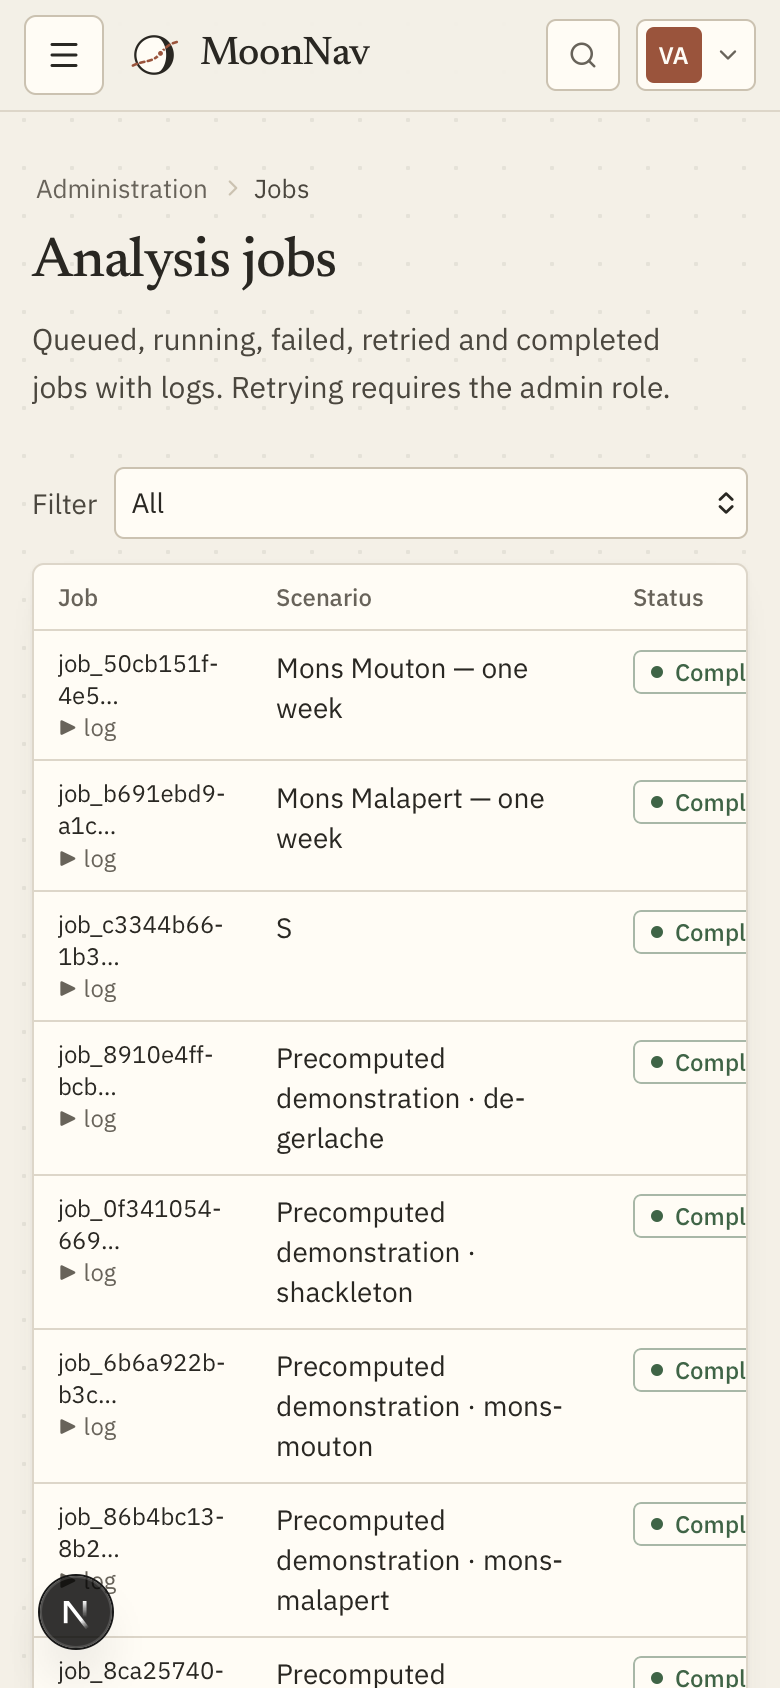 MoonNav
VA
Administration
Jobs
Analysis jobs
Queued, running, failed, retried and completed
jobs with logs. Retrying requires the admin role.
Filter
All
Job Scenario Status
job_50cb151f-
4e5...
log
Mons Mouton — one
week
Compl
job_b691ebd9-
a1c...
log
Mons Malapert — one
week
Compl
job_c3344b66-
1b3...
log
S
Compl
job_8910e4ff-
bcb...
log
Precomputed
demonstration · de-
gerlache
Compl
job_0f341054-
669...
log
Precomputed
demonstration ·
shackleton
Compl
job_6b6a922b-
b3c...
log
Precomputed
demonstration · mons-
mouton
Compl
job_86b4bc13-
8b2...
log
Precomputed
demonstration · mons-
malapert
Compl
N
job_8ca25740-
Precomputed
Compl